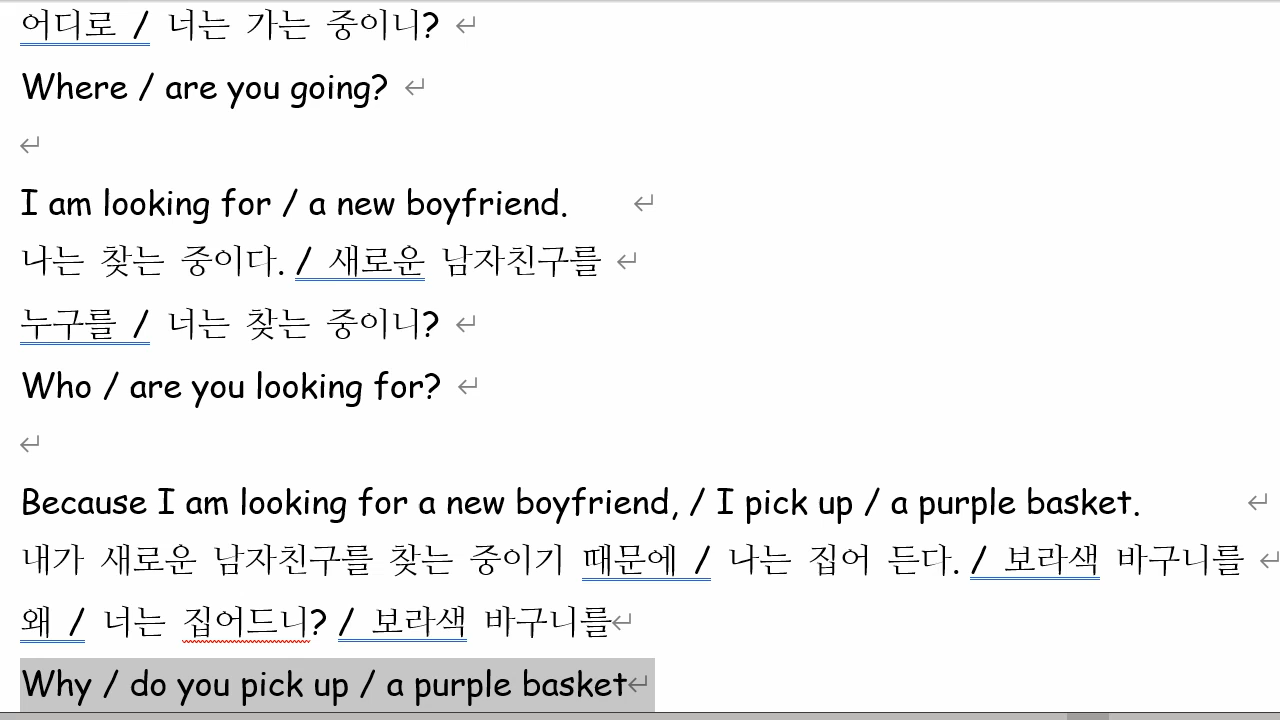 어디로 / 너는 가는 중이니?
Where / are you going?
I am looking for / a new boyfriend.
나는 찾는 중이다. / 새로운 남자친구를
누구를 / 너는 찾는 중이니?
Who / are you looking for?
Because I am looking for a new boyfriend, / I pick up / a purple basket.
내가 새로운 남자친구를 찾는 중이기 때문에 / 나는 집어 든다. / 보라색 바구니를
왜 / 너는 집어드니? / 보라색 바구니를
Why / do you pick up / a purple basket